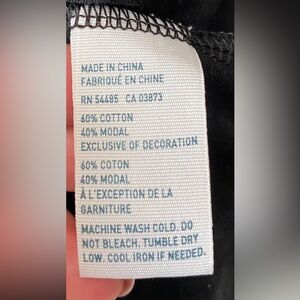 MADE IN CHINA
FABRIQUÉ EN CHINE
RN 54485 CA 03873
60% COTTON
40% MODAL
EXCLUSIVE OF DECORATION
60% COTON
40% MODAL
À L'EXCEPTION DE LA
GARNITURE
MACHINE WASH COLD. DO
NOT BLEACH. TUMBLE DRY
LOW. COOL IRON IF NEEDED.